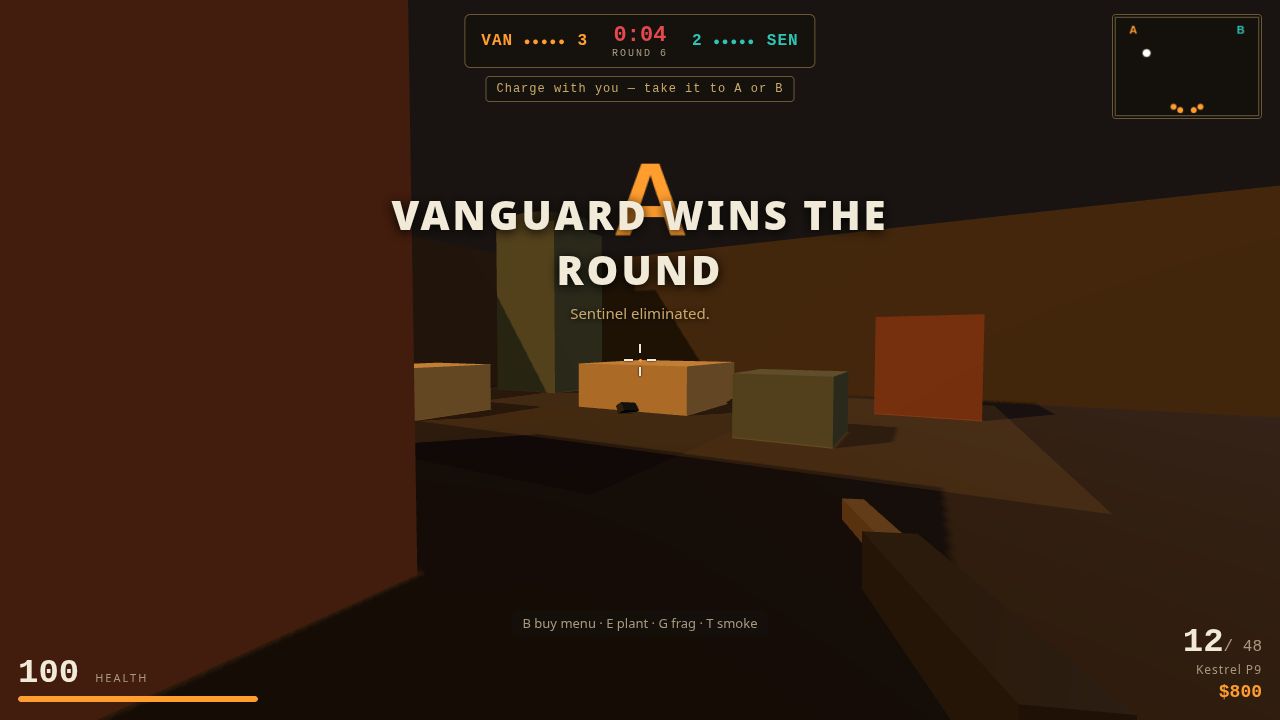 VAN ●●●●● 3 0:04 2 ●●●●● SEN
ROUND 6
Charge with you — take it to A or B
A B
A
VANGUARD WINS THE
ROUND
Sentinel eliminated.
B buy menu · E plant · G frag · T smoke
100 HEALTH
12 / 48
Kestrel P9
$800